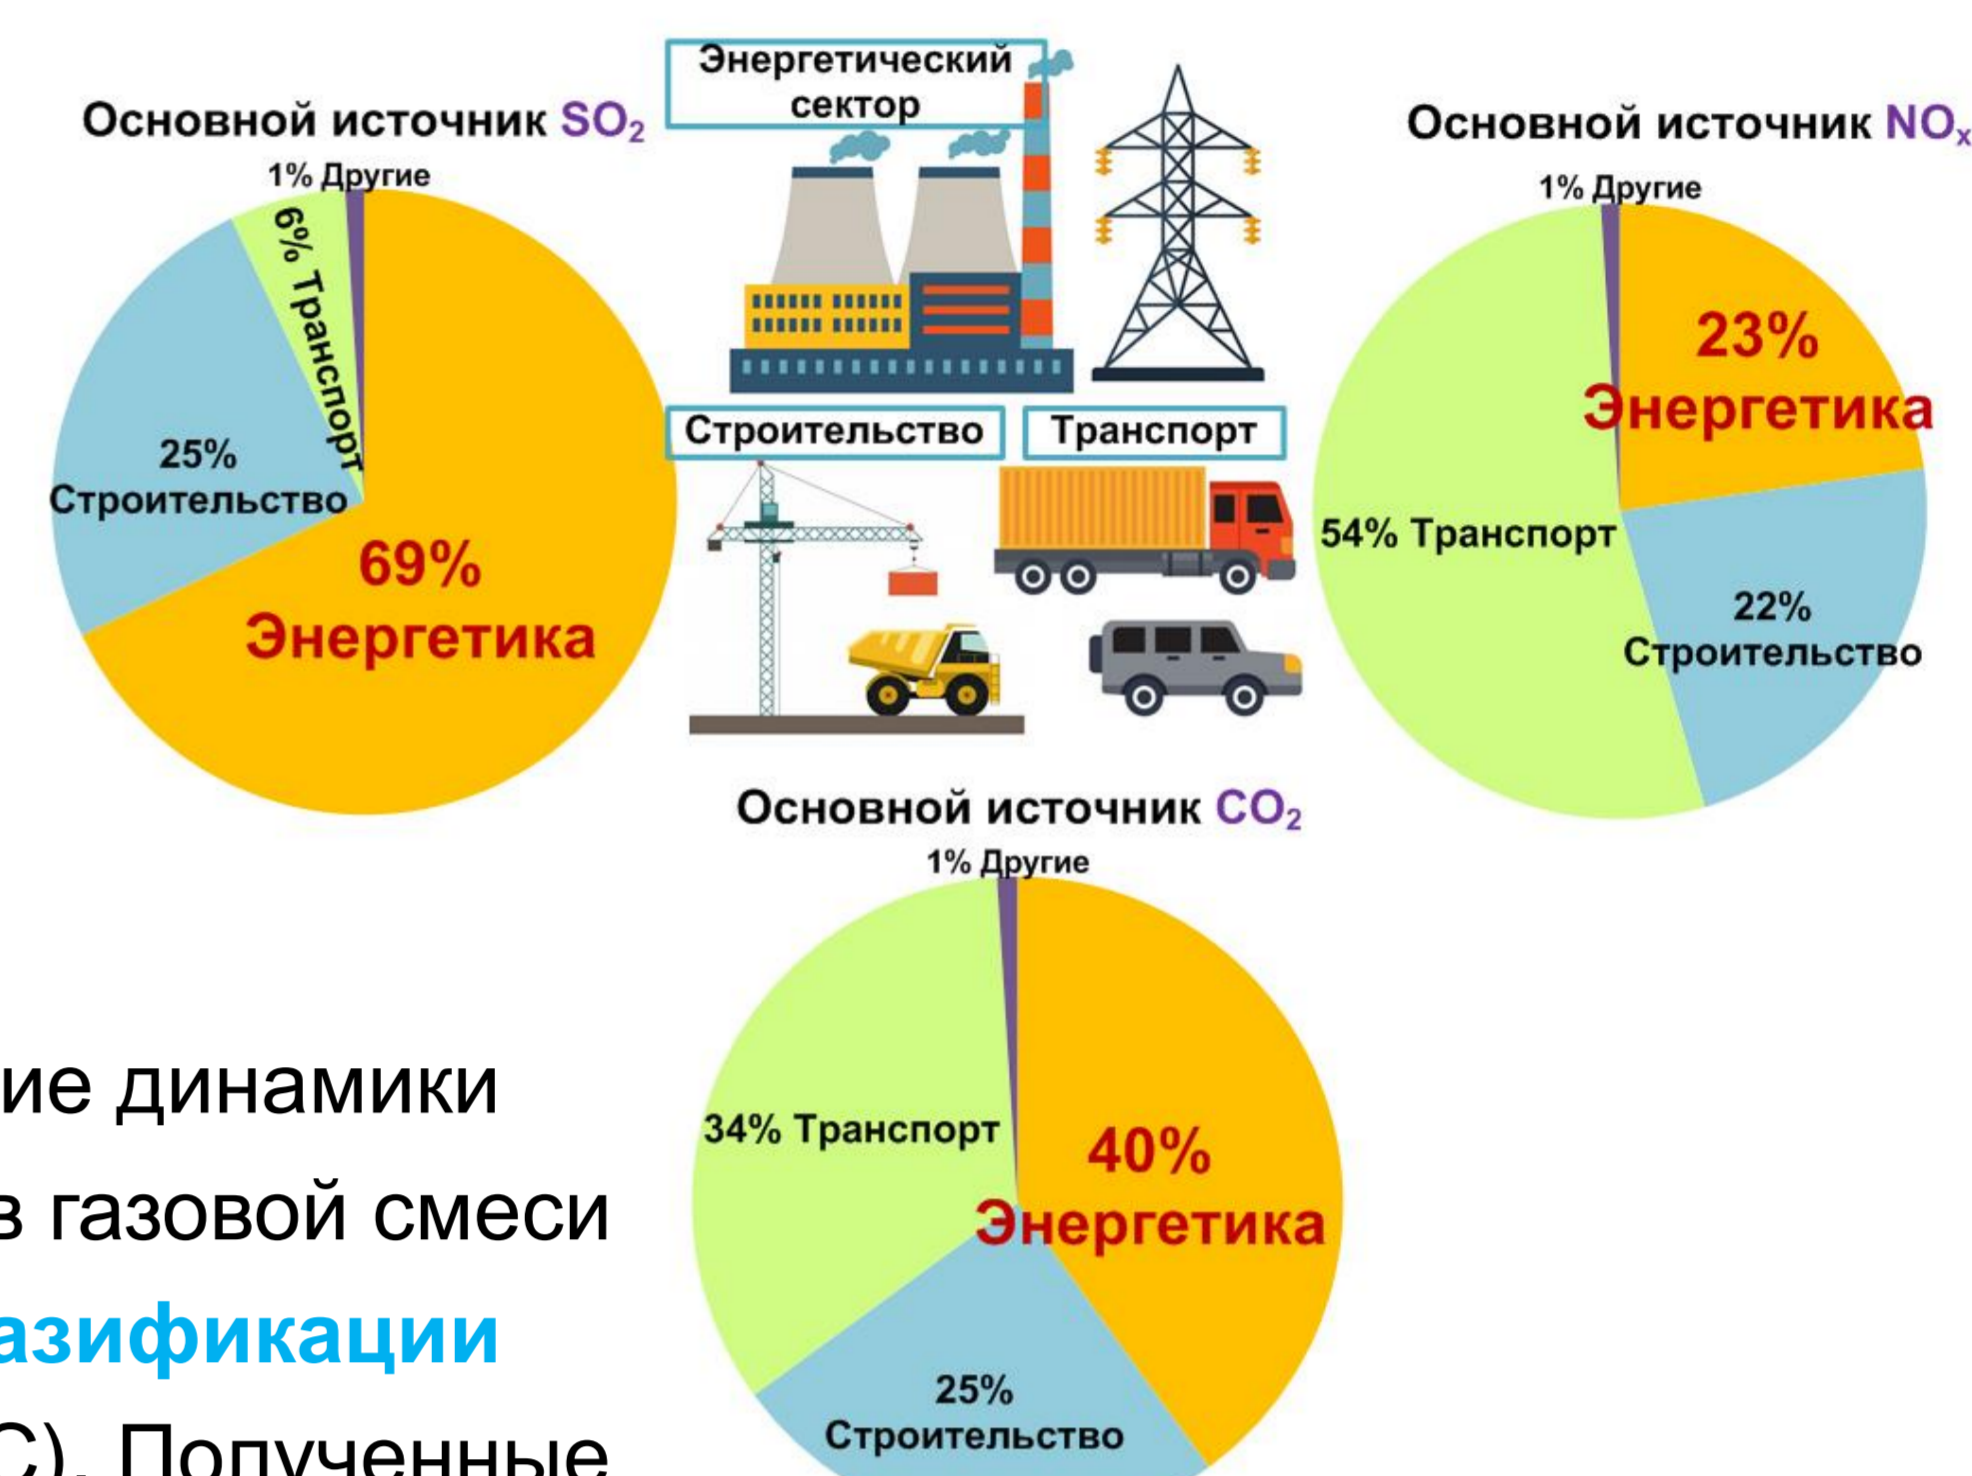 Энергетический
сектор
Основной источник SO₂
1% Другие
6% Транспорт
25%
Строительство
69%
Энергетика
Строительство
Транспорт
Основной источник NOₓ
1% Другие
23%
Энергетика
54% Транспорт
22%
Строительство
Основной источник CO₂
1% Другие
34% Транспорт
40%
Энергетика
25%
Строительство
ие динамики
в газовой смеси
азификации
С). Полученные